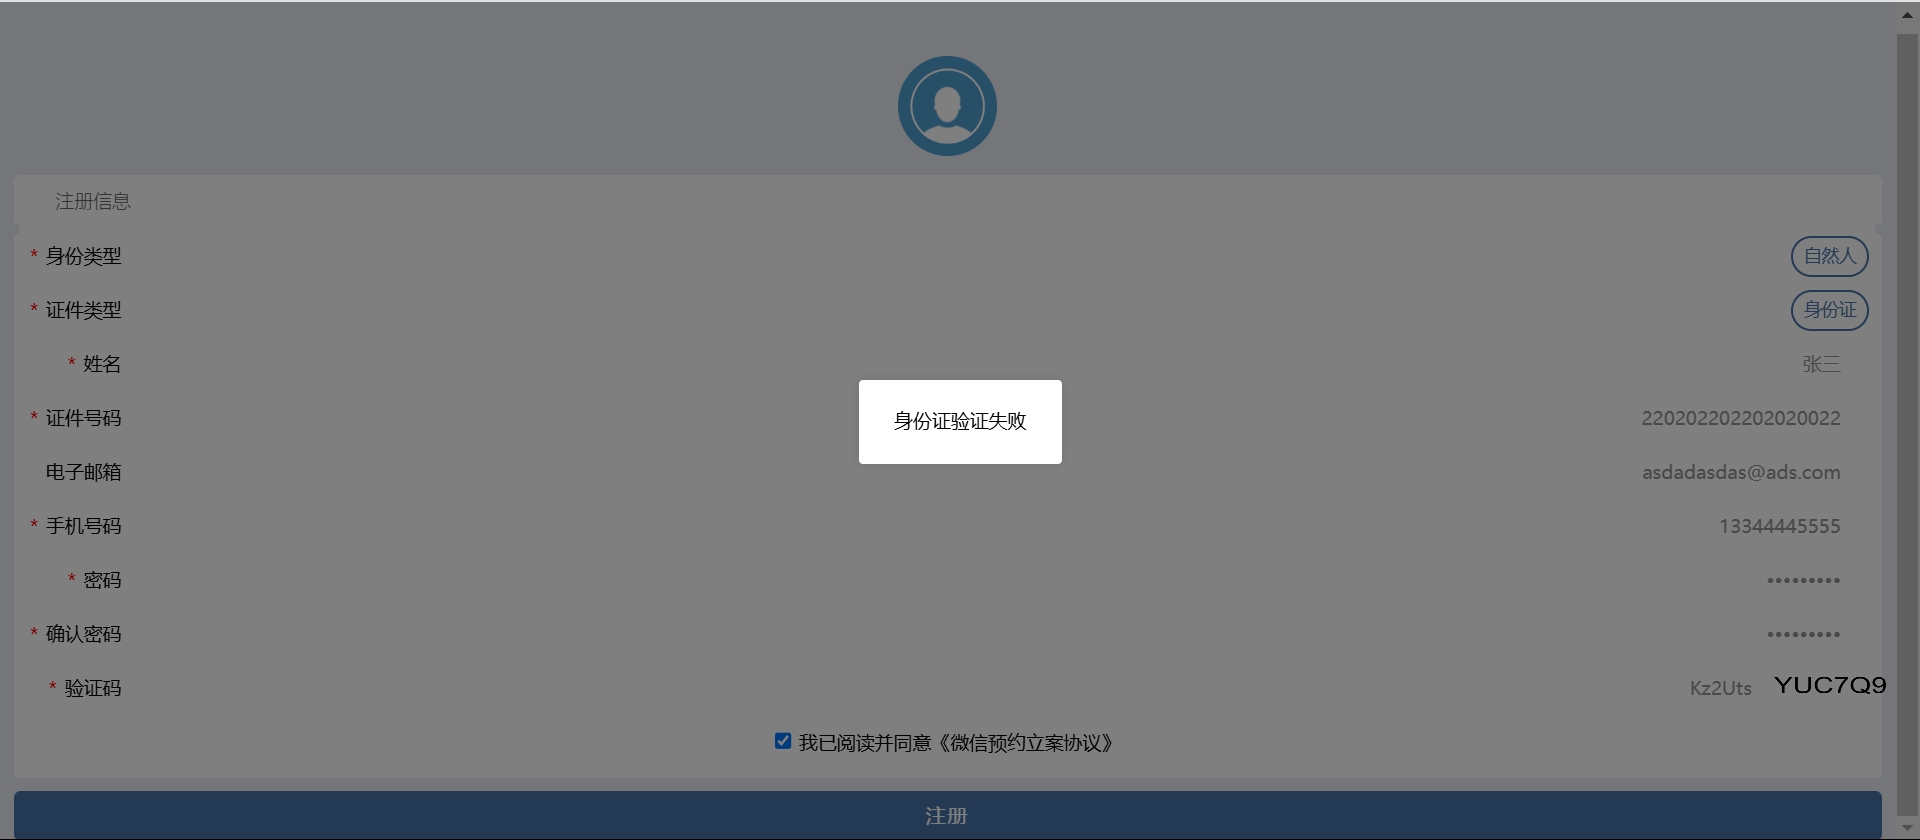 注册信息
* 身份类型 自然人
* 证件类型 身份证
* 姓名 张三
* 证件号码 220202202202020022
电子邮箱 asdadasdas@ads.com
* 手机号码 13344445555
* 密码 •••••••••
* 确认密码 •••••••••
* 验证码 Kz2Uts YUC7Q9
我已阅读并同意《微信预约立案协议》
注册
身份证验证失败